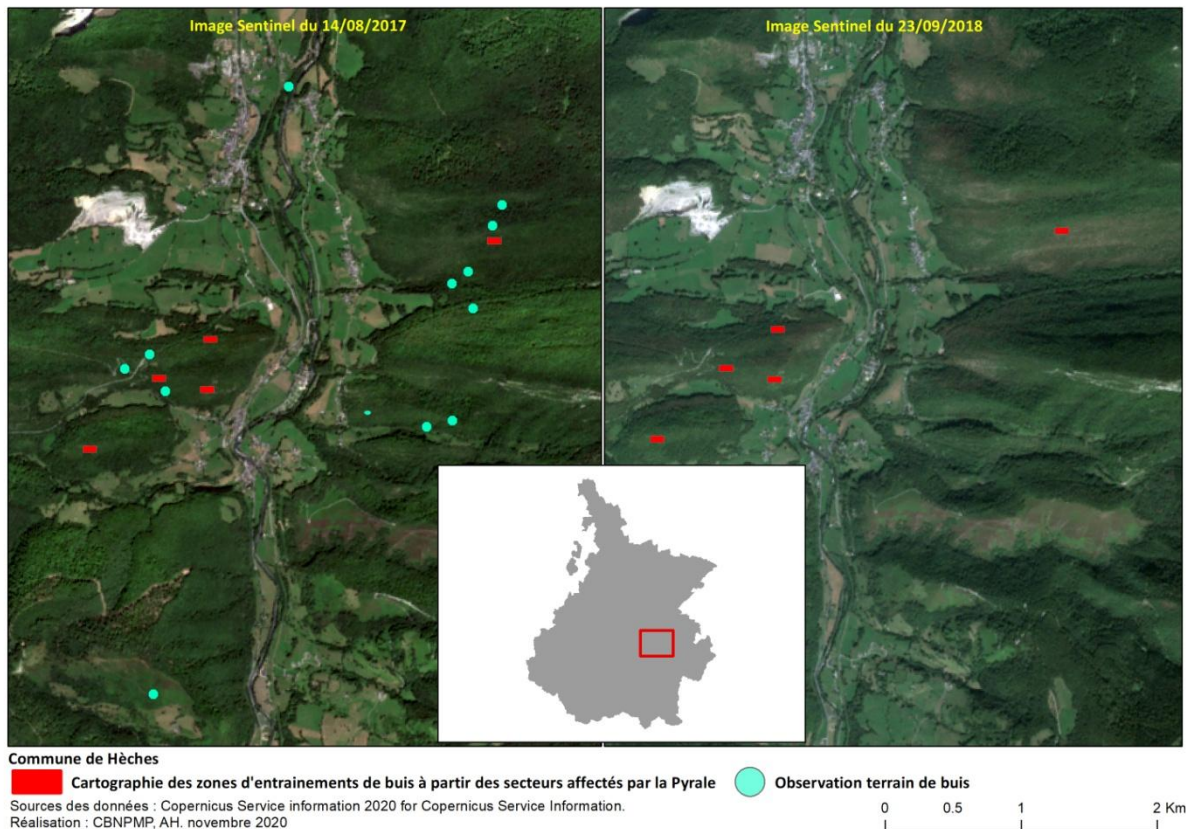 Image Sentinel du 14/08/2017
Image Sentinel du 23/09/2018
Commune de Hèches
Cartographie des zones d'entrainements de buis à partir des secteurs affectés par la Pyrale
Observation terrain de buis
Sources des données : Copernicus Service information 2020 for Copernicus Service Information.
Réalisation : CBNPMP, AH. novembre 2020
0 0.5 1 2 Km